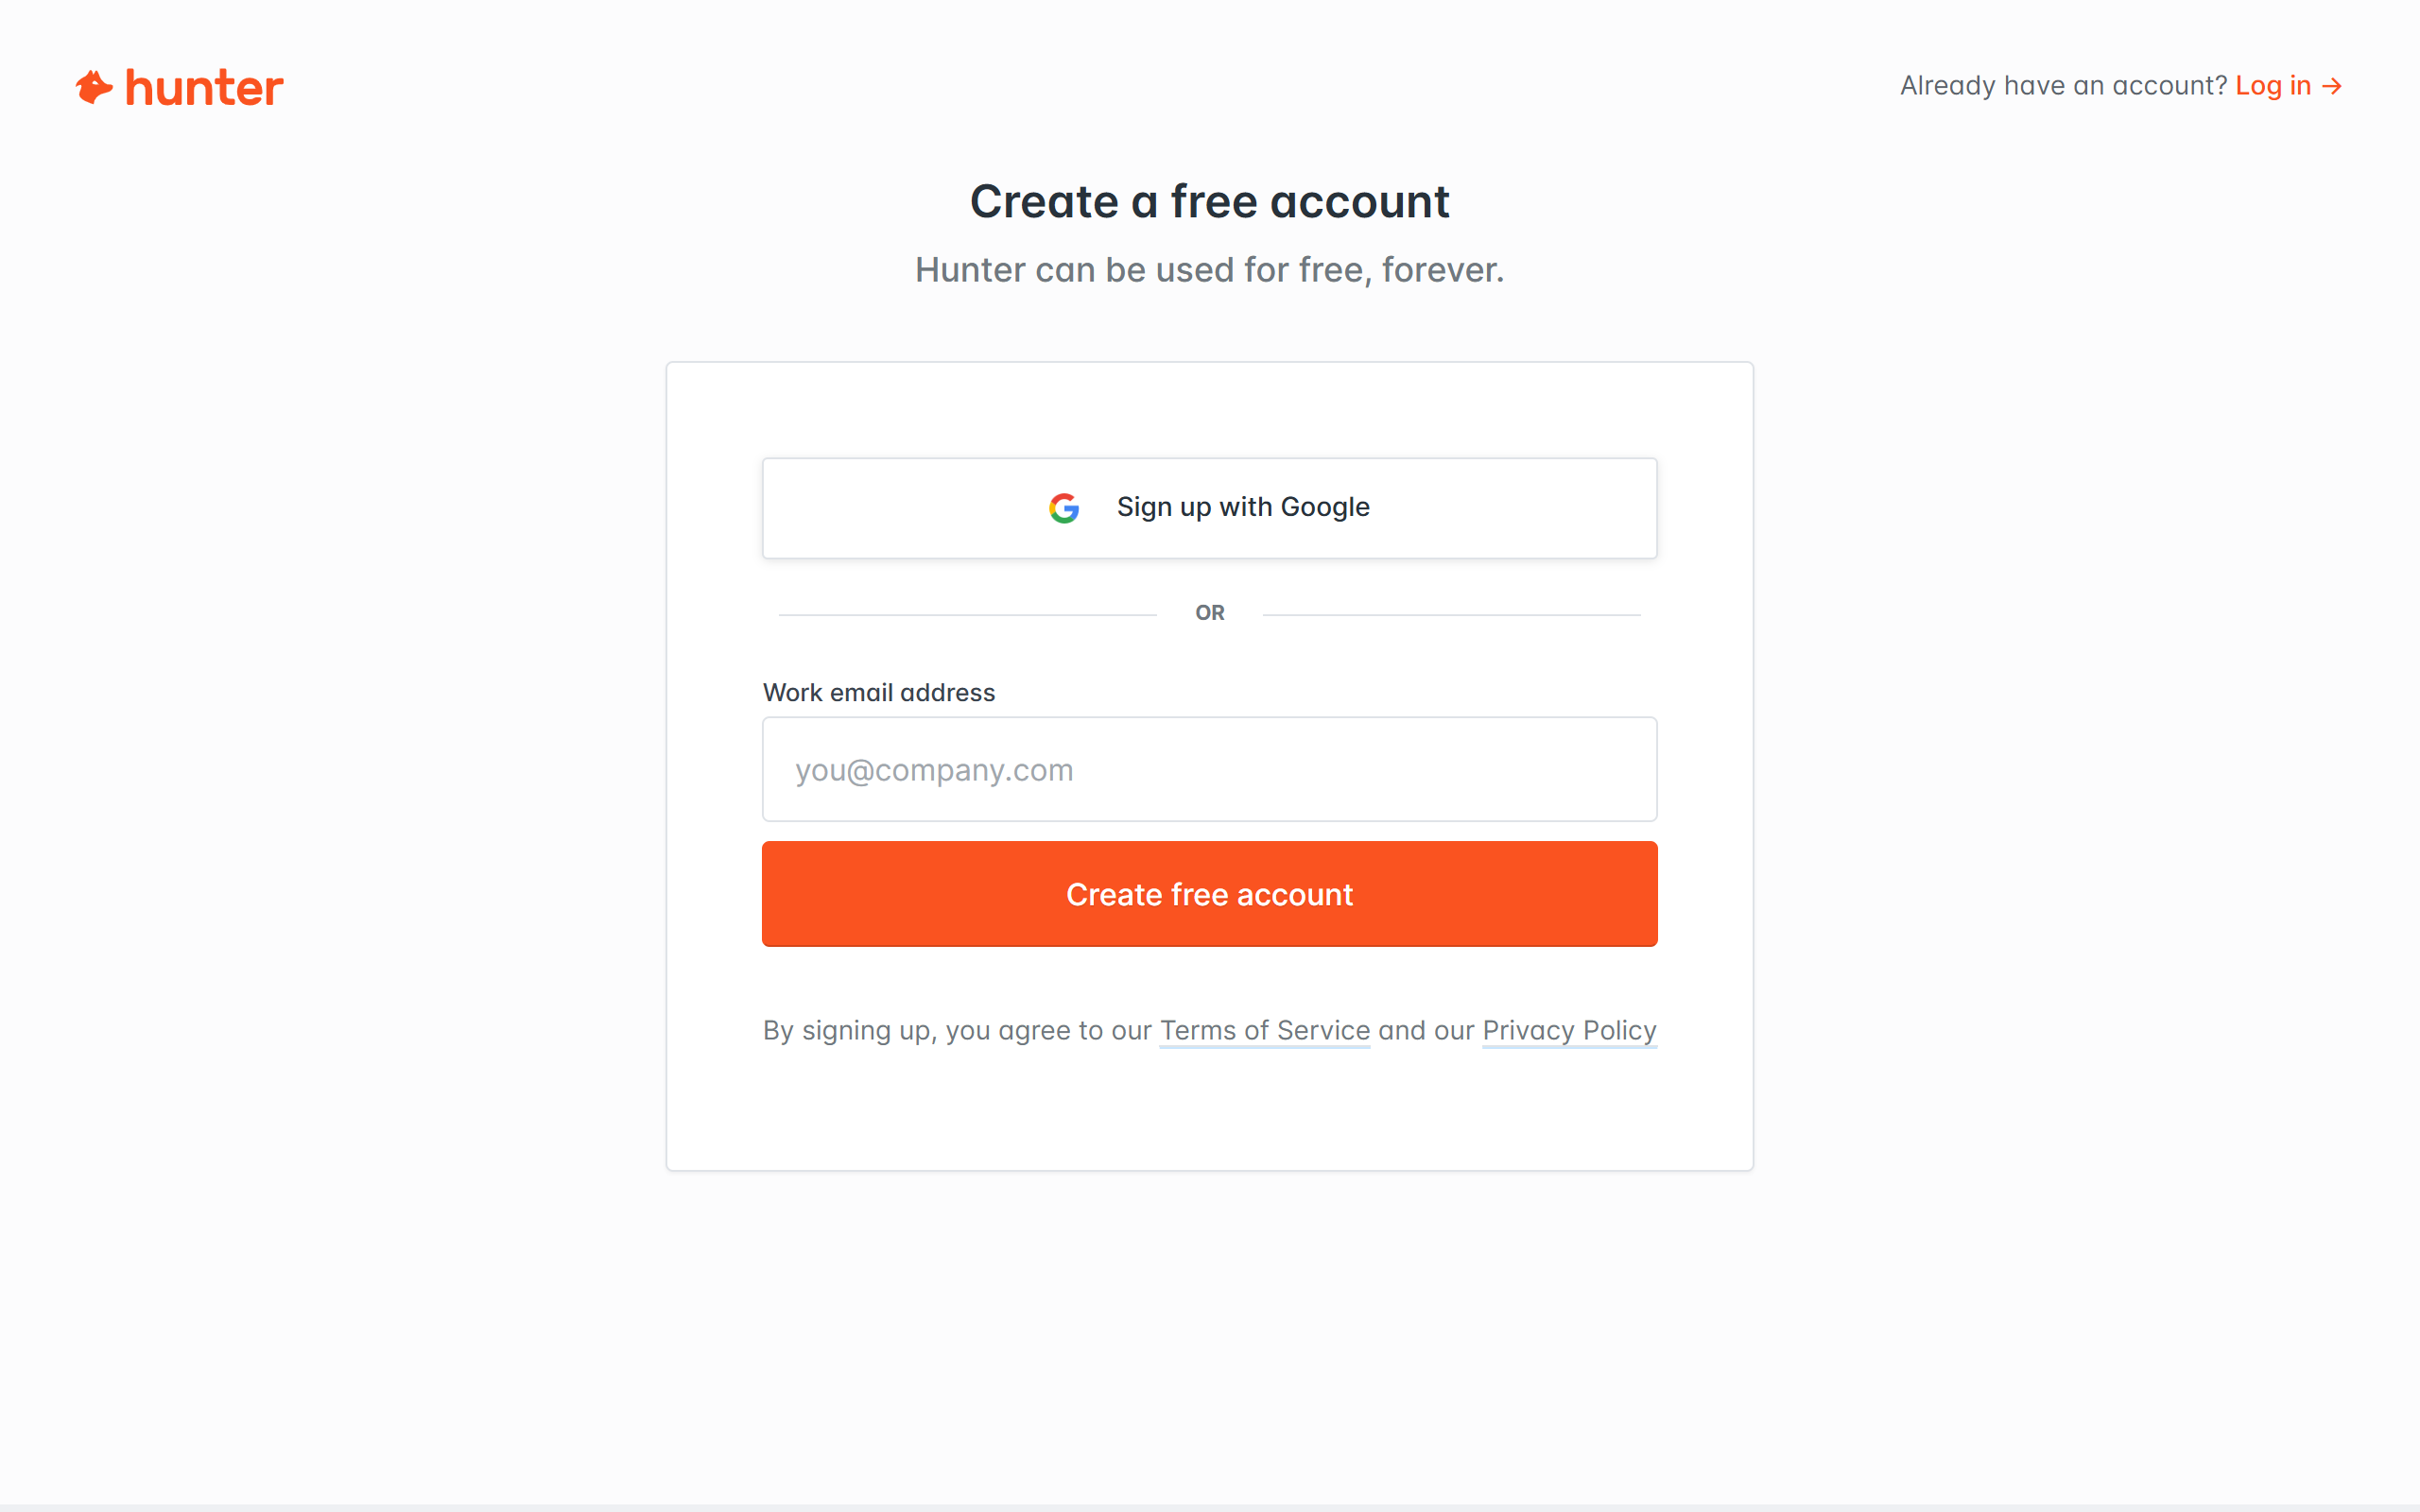 hunter
Already have an account? Log in →
Create a free account
Hunter can be used for free, forever.
Sign up with Google
OR
Work email address
you@company.com
Create free account
By signing up, you agree to our Terms of Service and our Privacy Policy